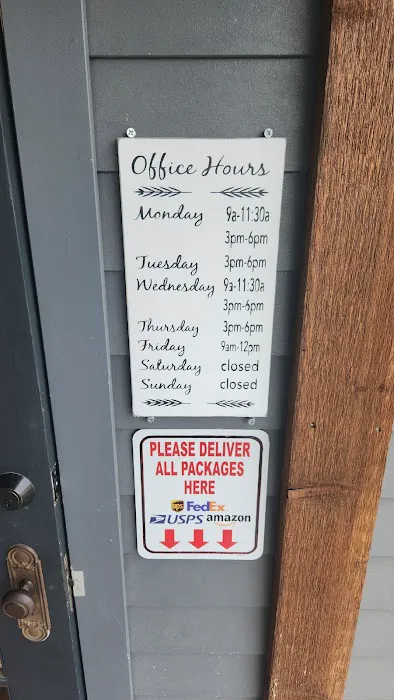 Office Hours
Monday 9a-11:30a
3pm-6pm
Tuesday 3pm-6pm
Wednesday 9a-11:30a
3pm-6pm
Thursday 3pm-6pm
Friday 9am-12pm
Saturday closed
Sunday closed
PLEASE DELIVER
ALL PACKAGES
HERE
ups FedEx
USPS amazon